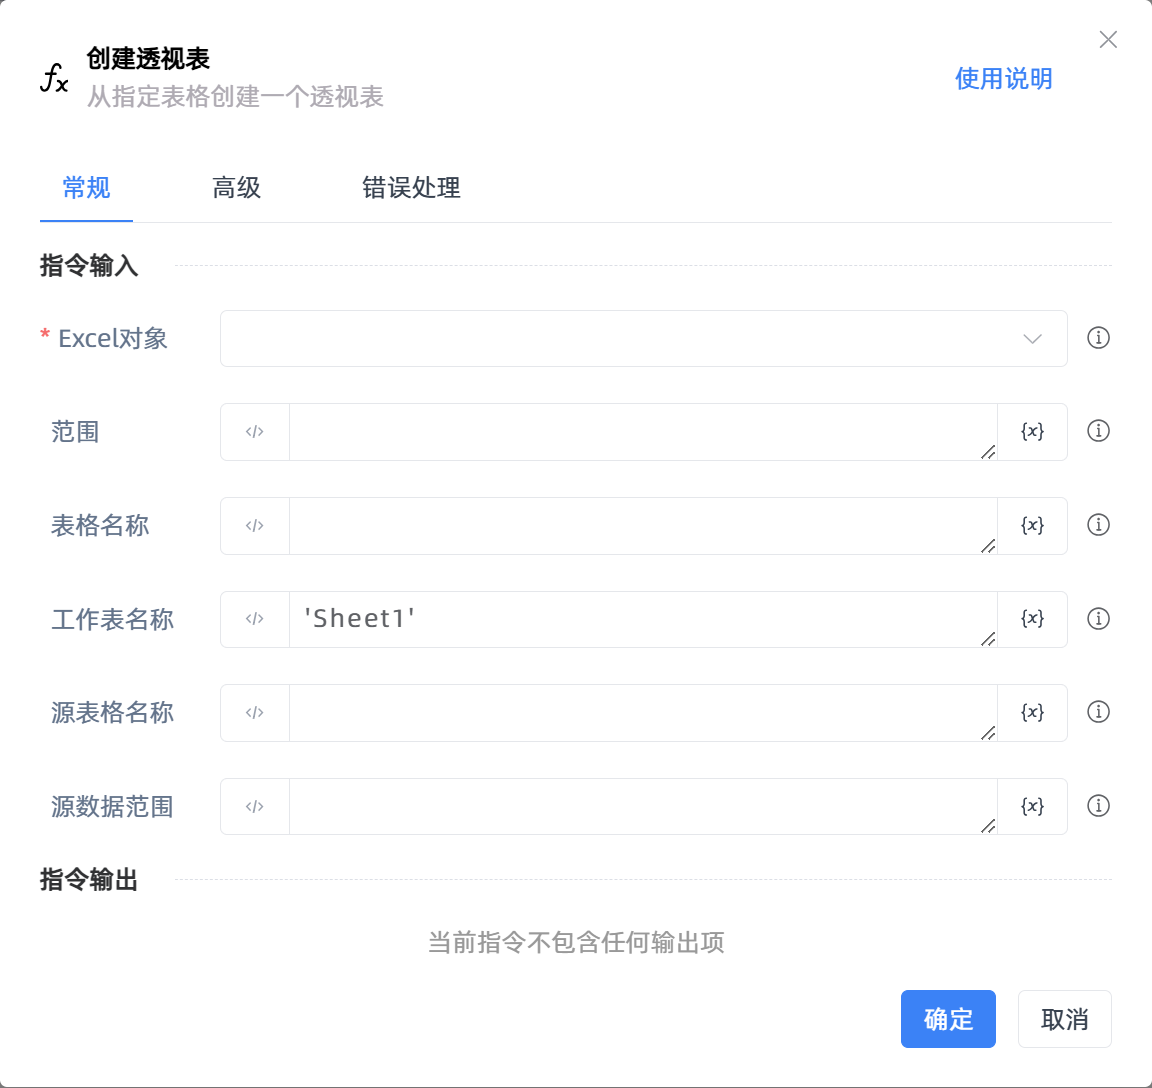 创建透视表
从指定表格创建一个透视表
使用说明
常规 高级 错误处理
指令输入
* Excel对象
范围 </> {x}
表格名称 </> {x}
工作表名称 </> 'Sheet1' {x}
源表格名称 </> {x}
源数据范围 </> {x}
指令输出
当前指令不包含任何输出项
确定 取消